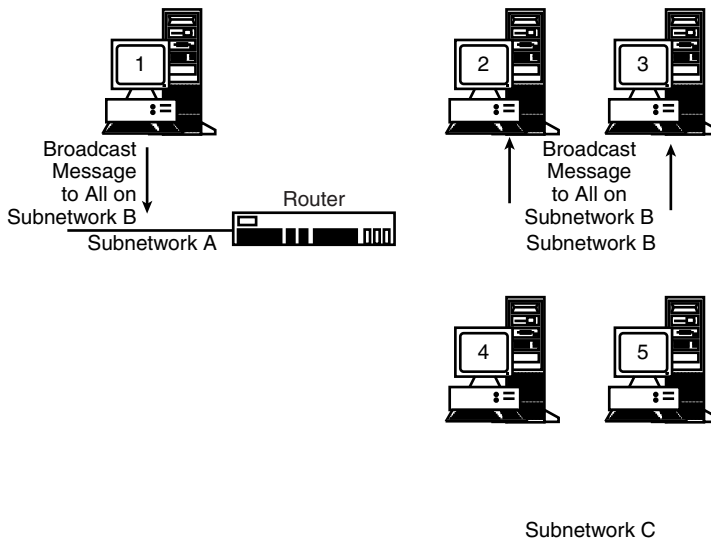 1
Broadcast
Message
to All on
Subnetwork B
Subnetwork A
Router
2
3
Broadcast
Message
to All on
Subnetwork B
Subnetwork B
4
5
Subnetwork C